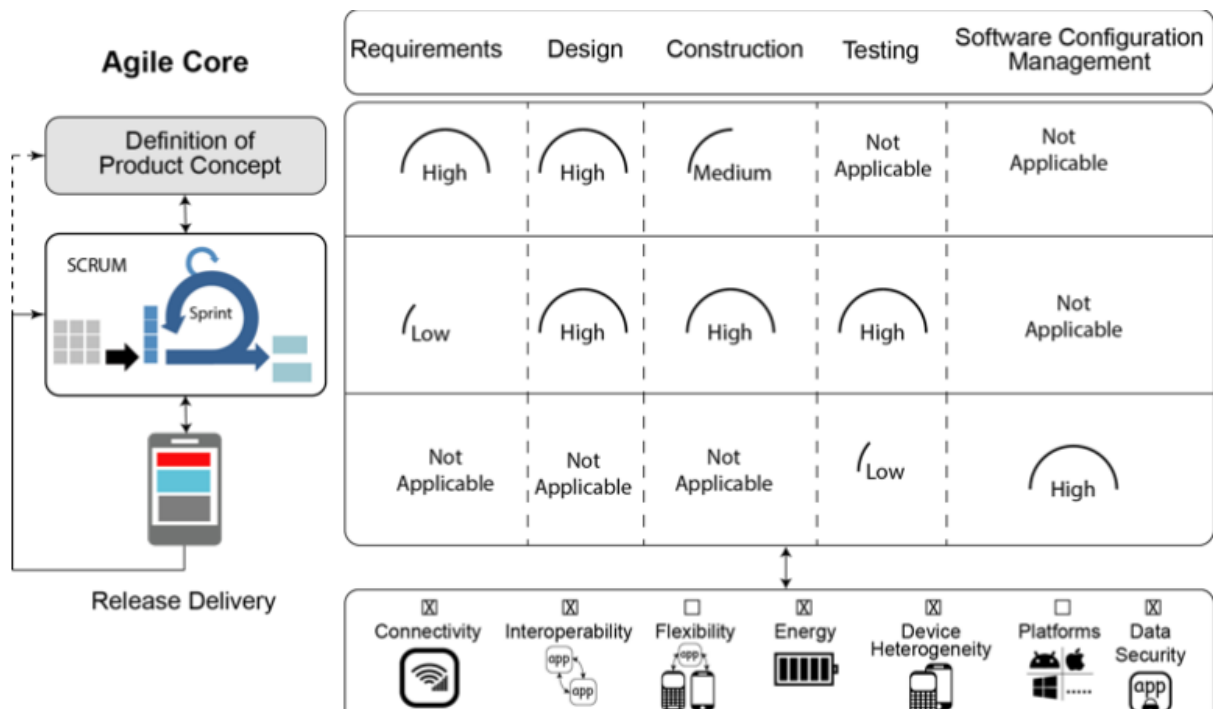 Agile Core
Requirements
Design
Construction
Testing
Software Configuration
Management
Definition of
Product Concept
High
High
Medium
Not
Applicable
Not
Applicable
SCRUM
Sprint
Low
High
High
High
Not
Applicable
Not
Applicable
Not
Applicable
Not
Applicable
Low
High
Release Delivery
Connectivity
Interoperability
Flexibility
Energy
Device
Heterogeneity
Platforms
Data
Security
app
app
app
.....
app